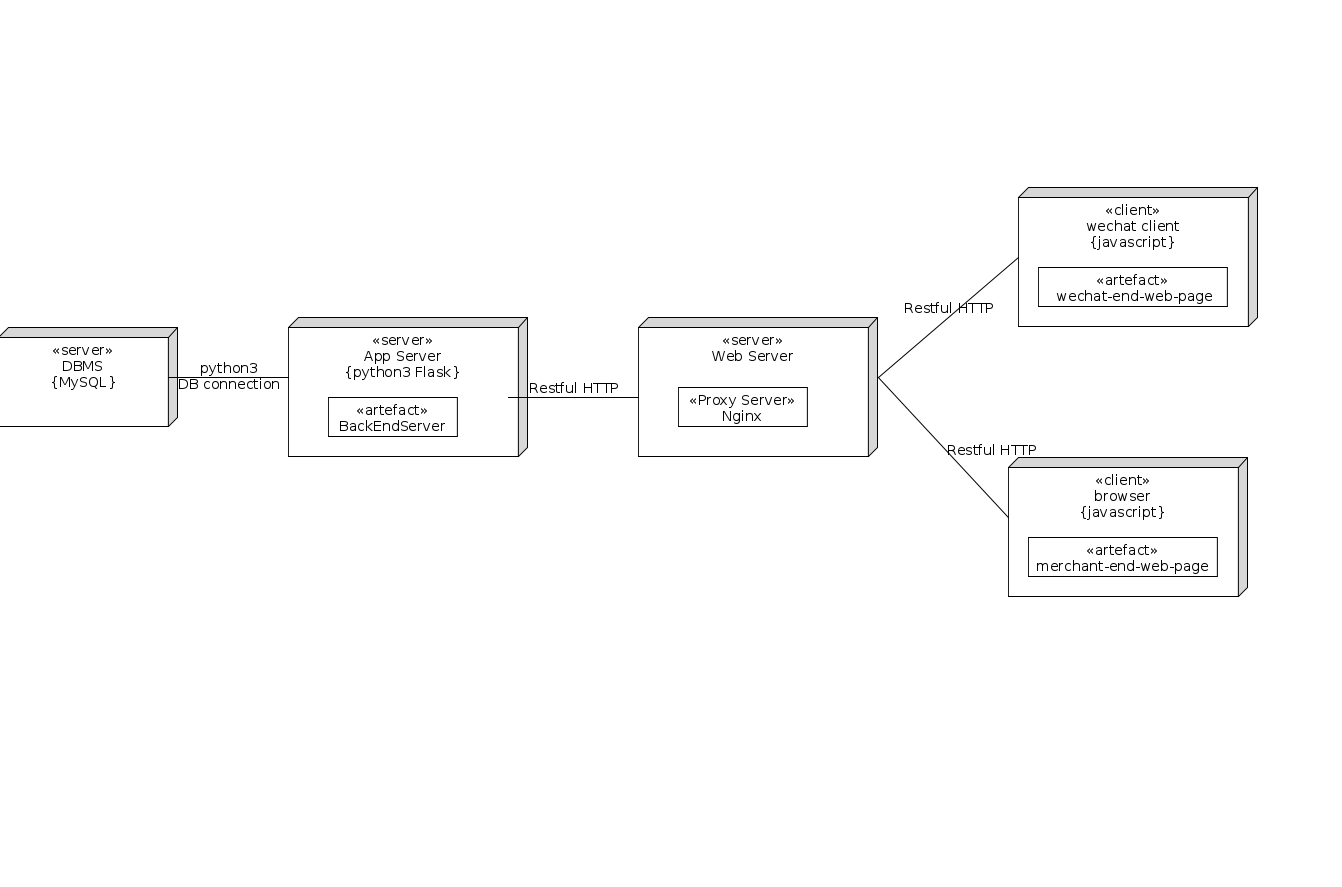 «server»
DBMS
{MySQL}
python3
DB connection
«server»
App Server
{python3 Flask}
«artefact»
BackEndServer
Restful HTTP
«server»
Web Server
«Proxy Server»
Nginx
Restful HTTP
«client»
wechat client
{javascript}
«artefact»
wechat-end-web-page
Restful HTTP
«client»
browser
{javascript}
«artefact»
merchant-end-web-page